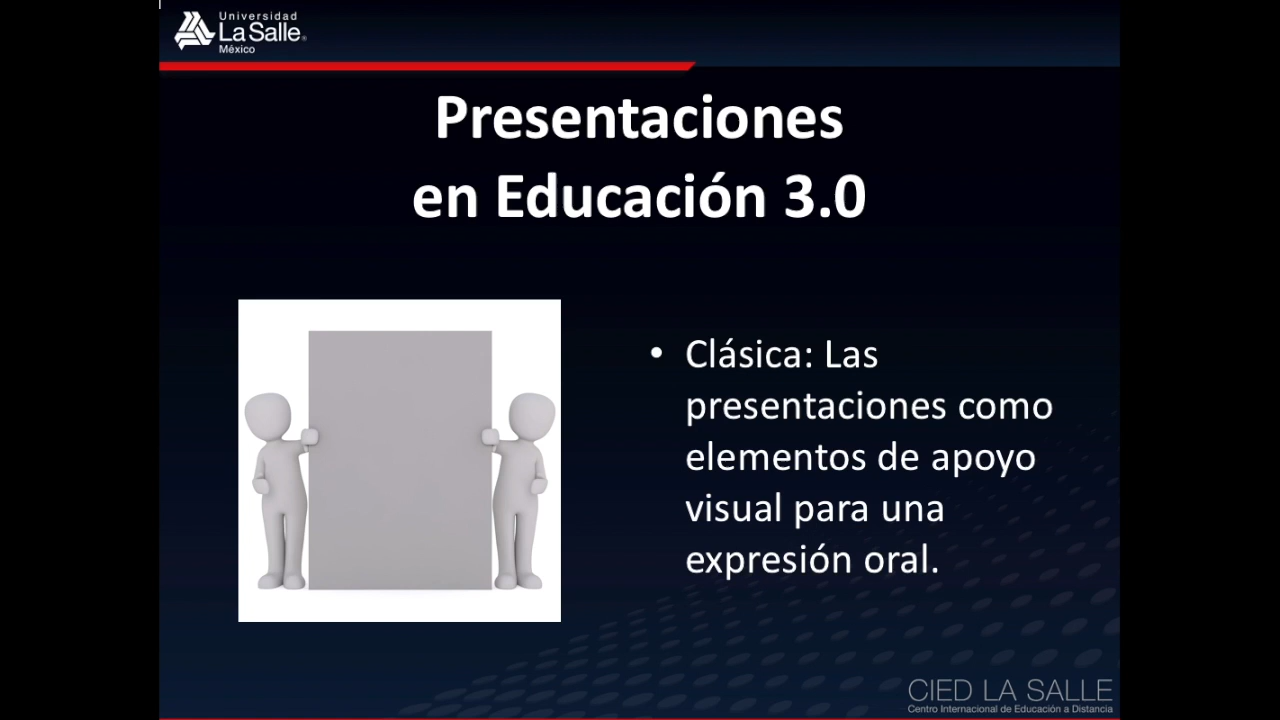 Universidad
La Salle®
México
Presentaciones
en Educación 3.0
• Clásica: Las
presentaciones como
elementos de apoyo
visual para una
expresión oral.
CIED LA SALLE
Centro Internacional de Educación a Distancia